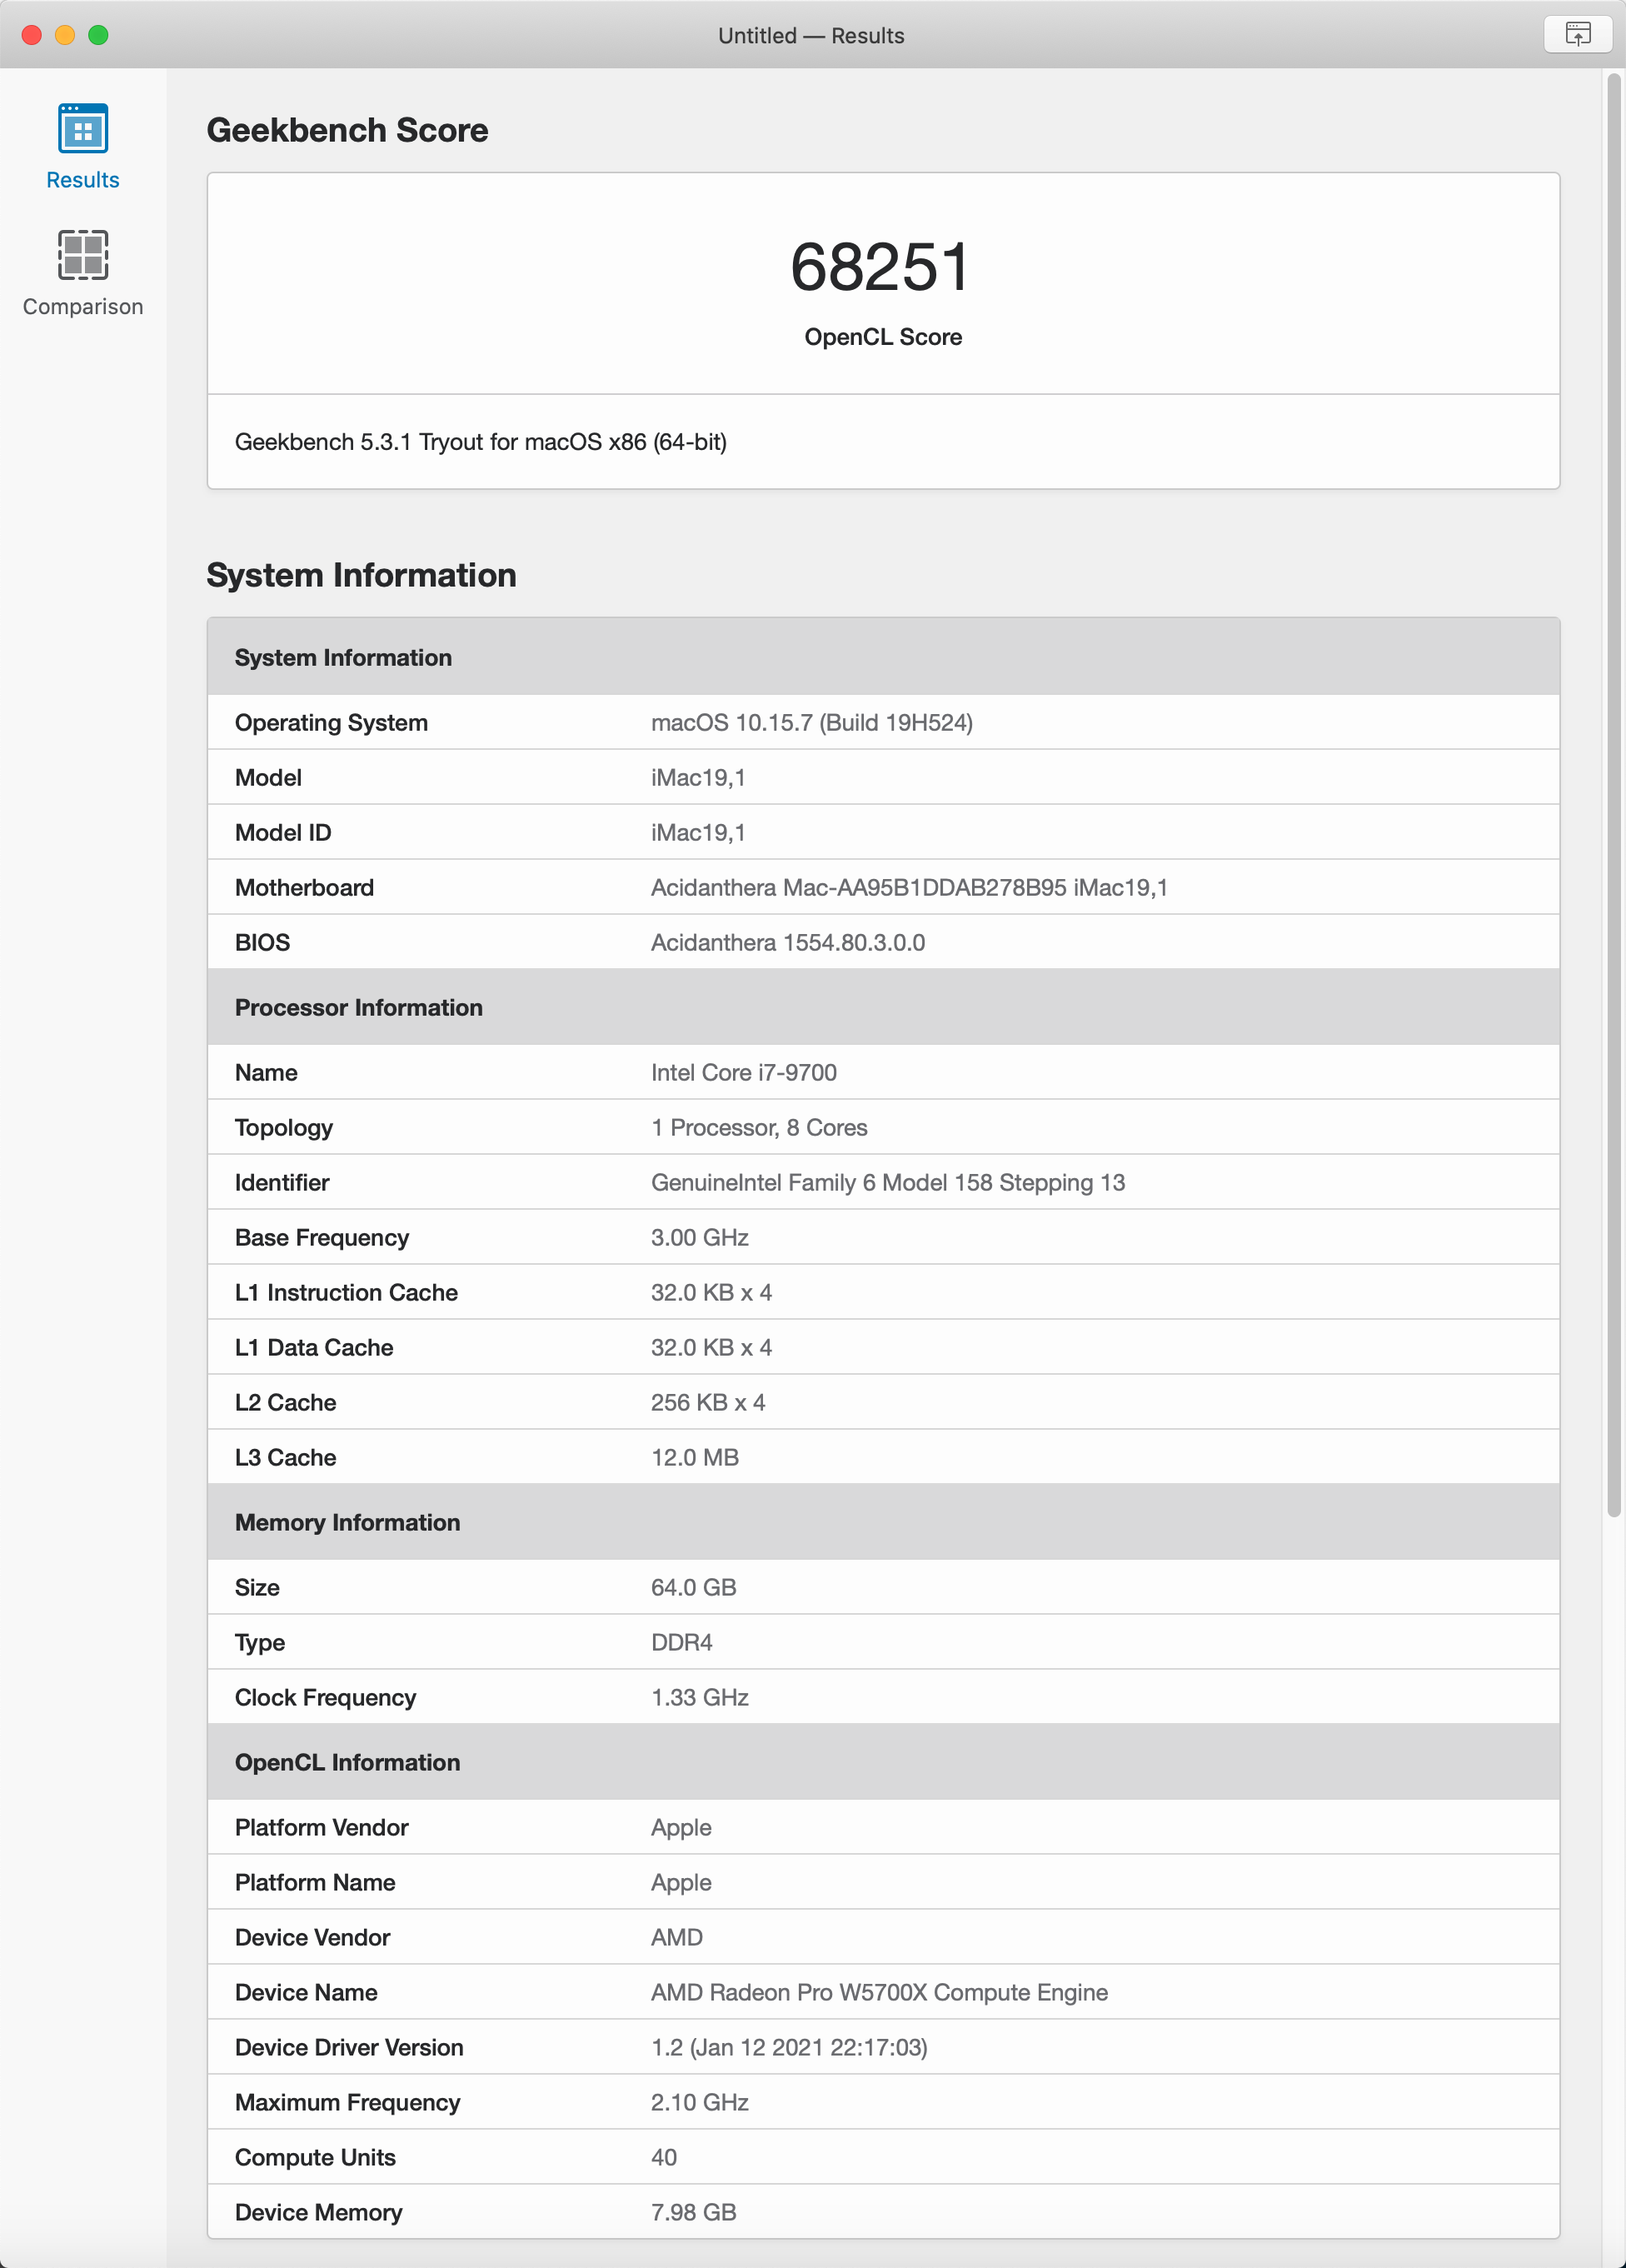 Untitled — Results
Results
Comparison
Geekbench Score
68251
OpenCL Score
Geekbench 5.3.1 Tryout for macOS x86 (64-bit)
System Information
System Information
Operating System macOS 10.15.7 (Build 19H524)
Model iMac19,1
Model ID iMac19,1
Motherboard Acidanthera Mac-AA95B1DDAB278B95 iMac19,1
BIOS Acidanthera 1554.80.3.0.0
Processor Information
Name Intel Core i7-9700
Topology 1 Processor, 8 Cores
Identifier GenuineIntel Family 6 Model 158 Stepping 13
Base Frequency 3.00 GHz
L1 Instruction Cache 32.0 KB x 4
L1 Data Cache 32.0 KB x 4
L2 Cache 256 KB x 4
L3 Cache 12.0 MB
Memory Information
Size 64.0 GB
Type DDR4
Clock Frequency 1.33 GHz
OpenCL Information
Platform Vendor Apple
Platform Name Apple
Device Vendor AMD
Device Name AMD Radeon Pro W5700X Compute Engine
Device Driver Version 1.2 (Jan 12 2021 22:17:03)
Maximum Frequency 2.10 GHz
Compute Units 40
Device Memory 7.98 GB